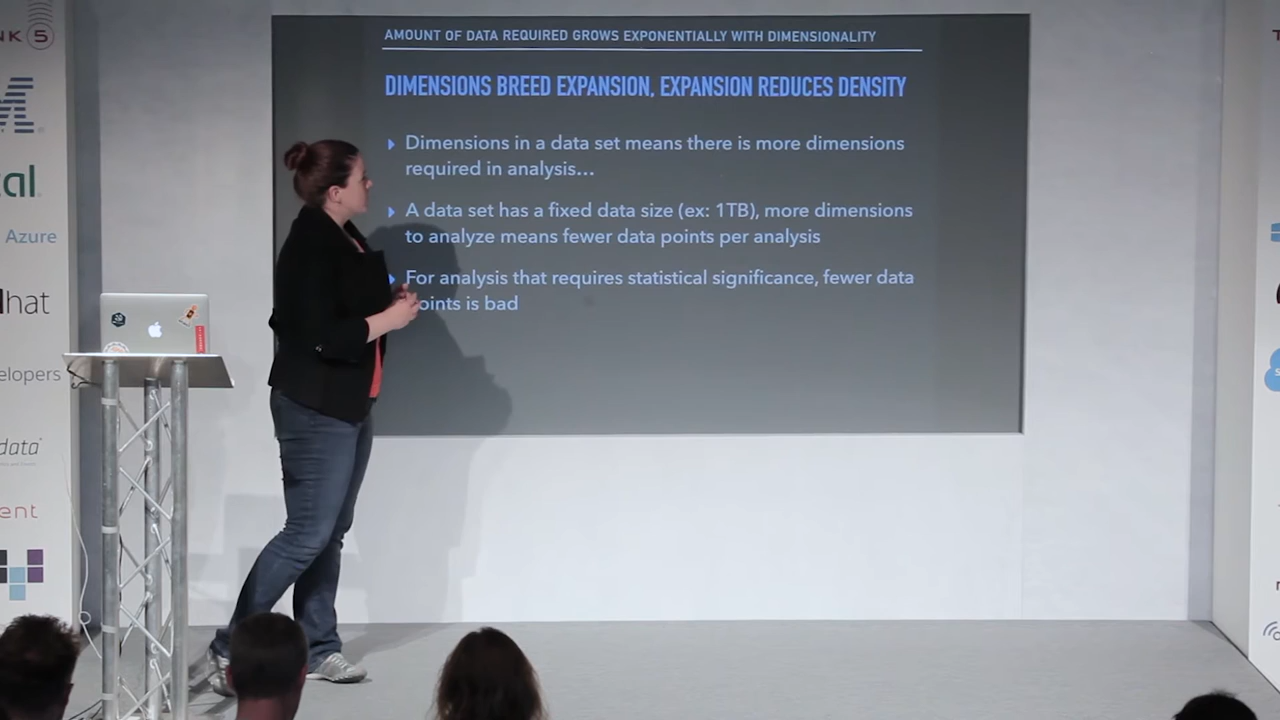 AMOUNT OF DATA REQUIRED GROWS EXPONENTIALLY WITH DIMENSIONALITY
DIMENSIONS BREED EXPANSION, EXPANSION REDUCES DENSITY
Dimensions in a data set means there is more dimensions
required in analysis...
A data set has a fixed data size (ex: 1TB), more dimensions
to analyze means fewer data points per analysis
For analysis that requires statistical significance, fewer data
oints is bad
NK 5
al
Azure
hat
elopers
data
ent